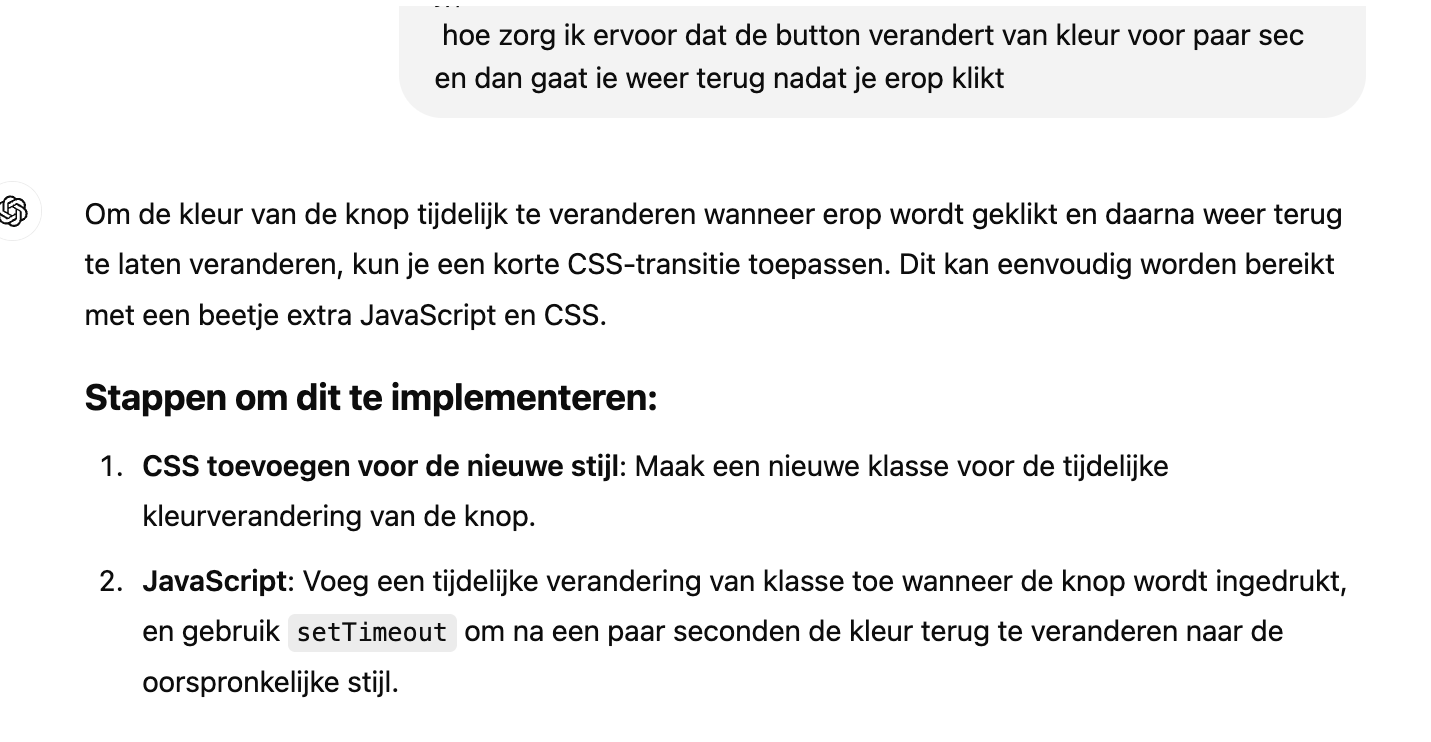 hoe zorg ik ervoor dat de button verandert van kleur voor paar sec
en dan gaat ie weer terug nadat je erop klikt
Om de kleur van de knop tijdelijk te veranderen wanneer erop wordt geklikt en daarna weer terug
te laten veranderen, kun je een korte CSS-transitie toepassen. Dit kan eenvoudig worden bereikt
met een beetje extra JavaScript en CSS.
Stappen om dit te implementeren:
1. CSS toevoegen voor de nieuwe stijl: Maak een nieuwe klasse voor de tijdelijke
kleurverandering van de knop.
2. JavaScript: Voeg een tijdelijke verandering van klasse toe wanneer de knop wordt ingedrukt,
en gebruik setTimeout om na een paar seconden de kleur terug te veranderen naar de
oorspronkelijke stijl.